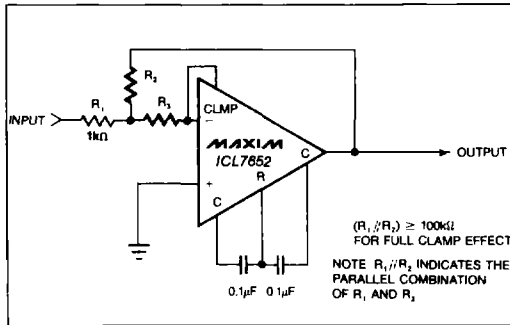 R₂
INPUT
R₁
1kΩ
R₃
CLMP
−
MAXIM
ICL7652
+
C
R
C
OUTPUT
0.1μF 0.1μF
(R₁//R₂) ≥ 100kΩ
FOR FULL CLAMP EFFECT
NOTE R₁//R₂ INDICATES THE
PARALLEL COMBINATION
OF R₁ AND R₂